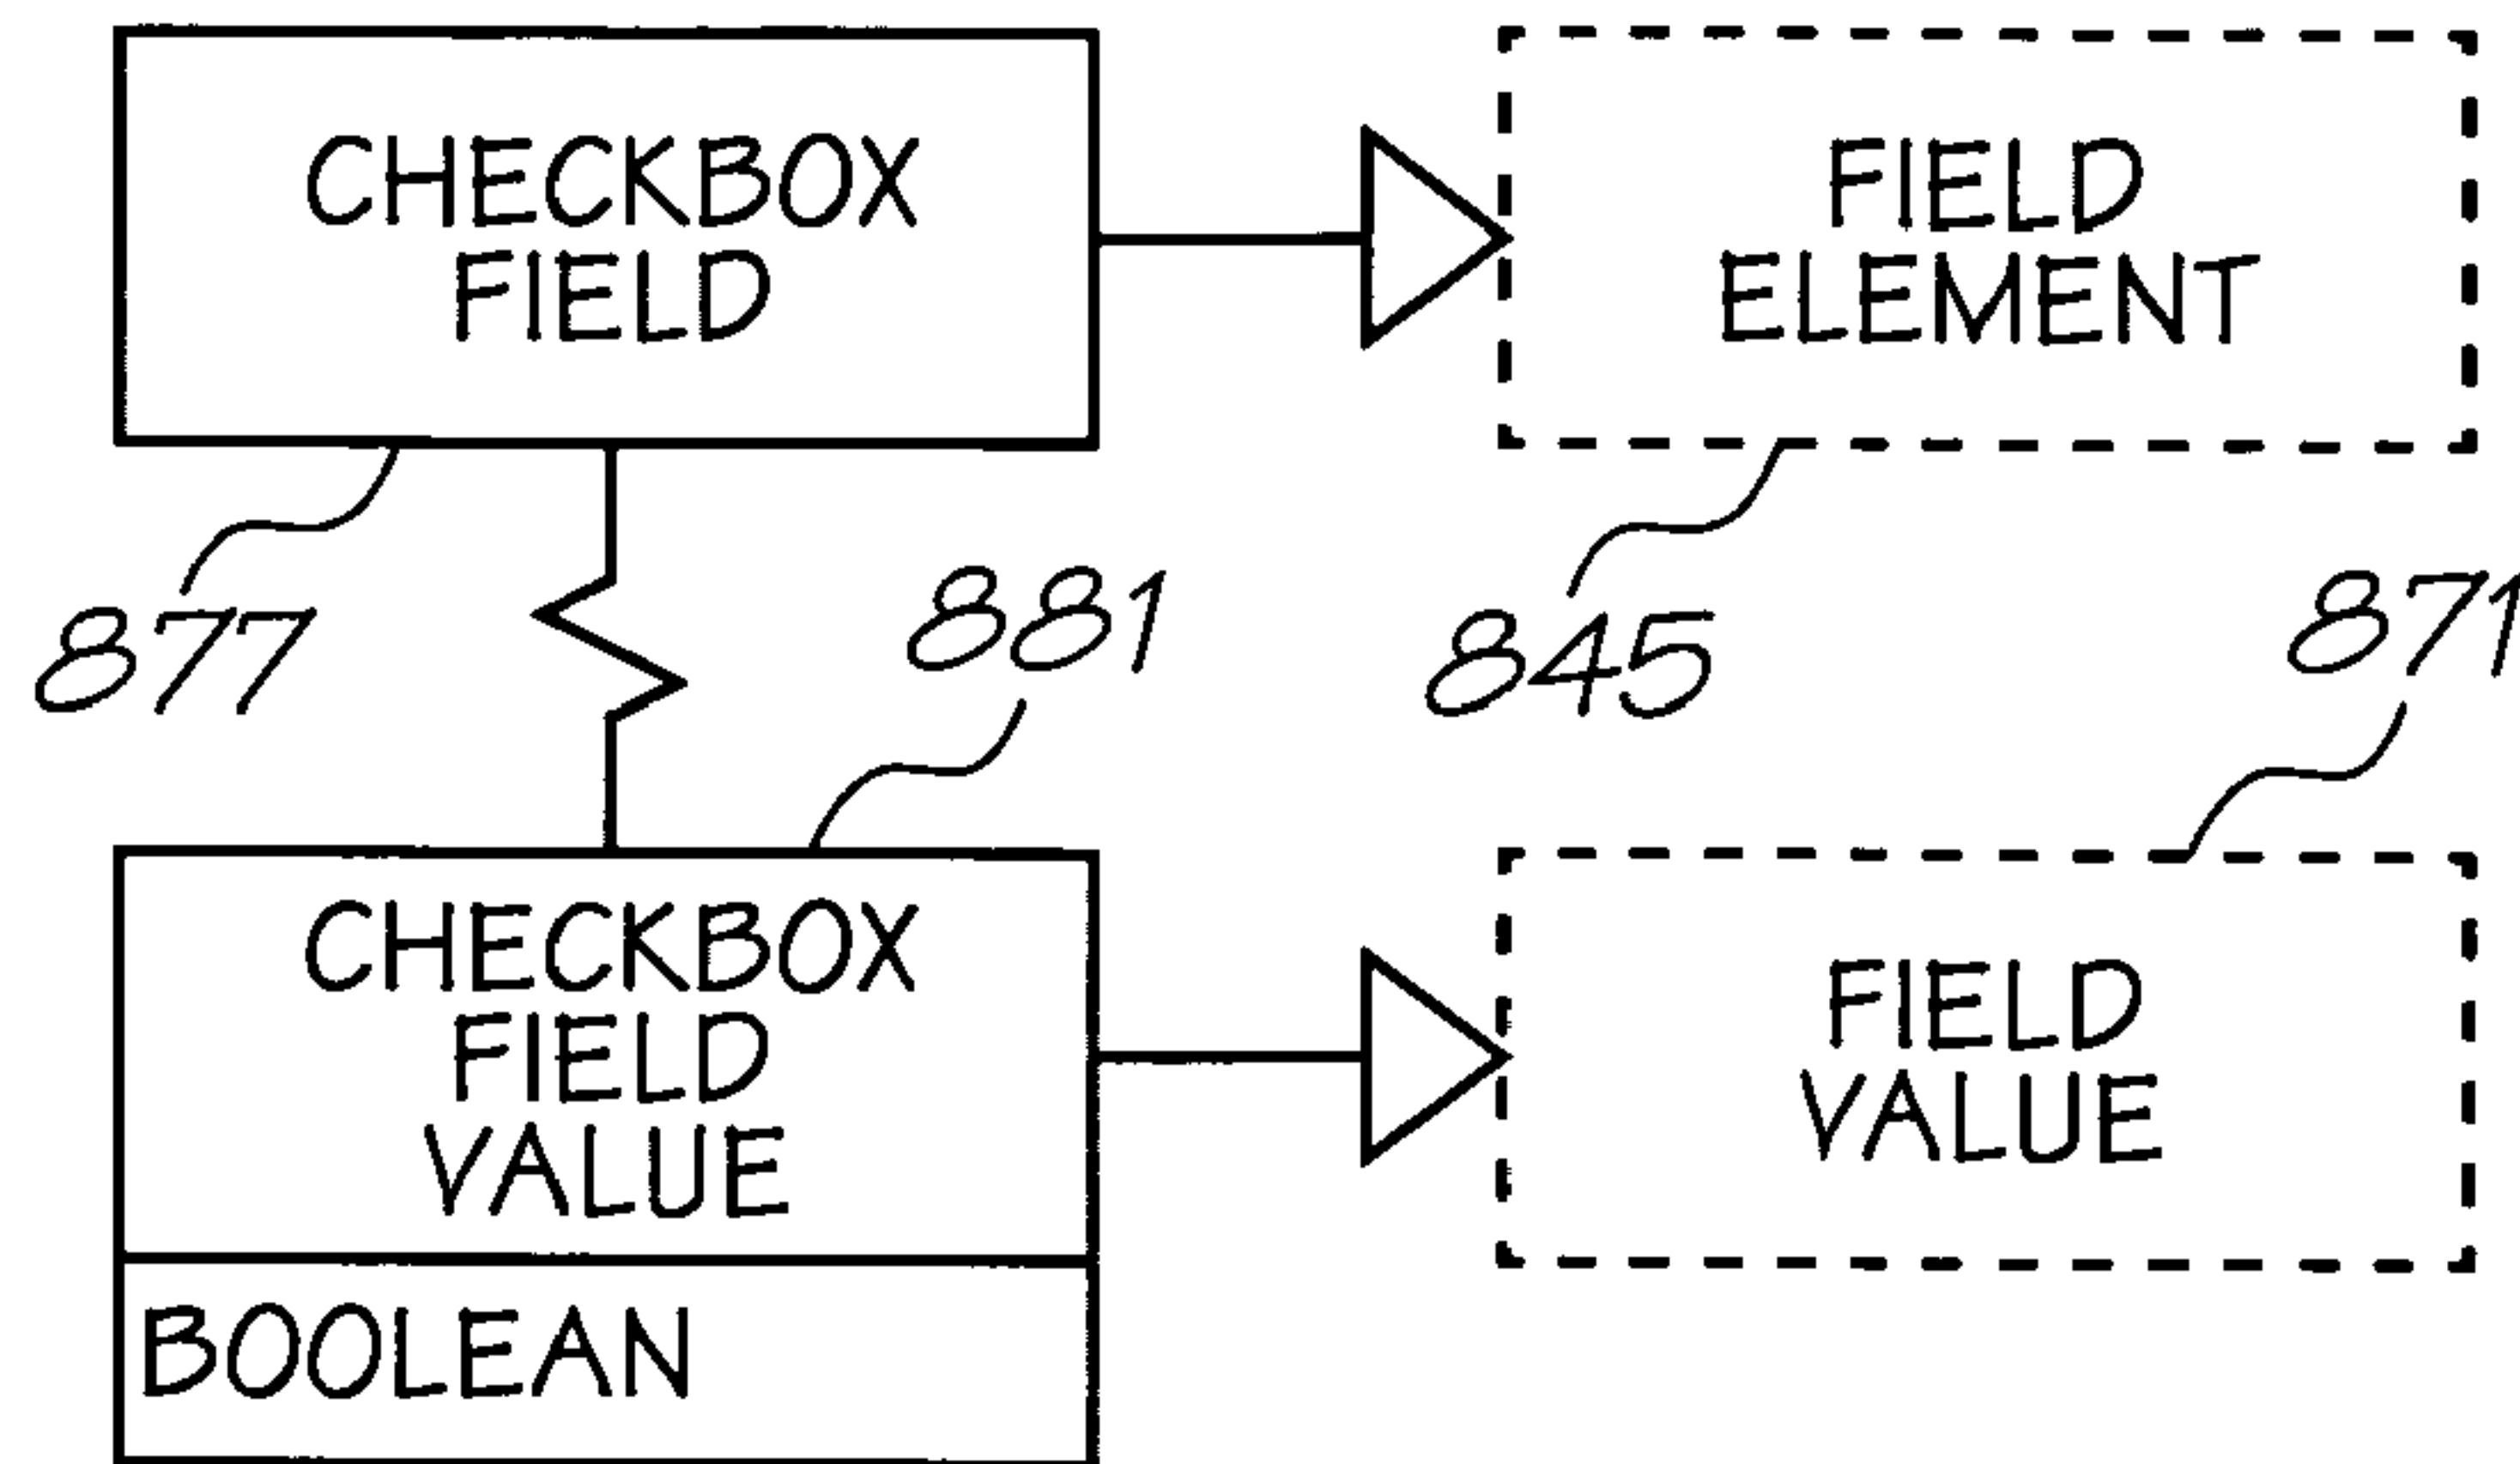 CHECKBOX
FIELD
FIELD
ELEMENT
877
881
845
871
CHECKBOX
FIELD
VALUE
FIELD
VALUE
BOOLEAN